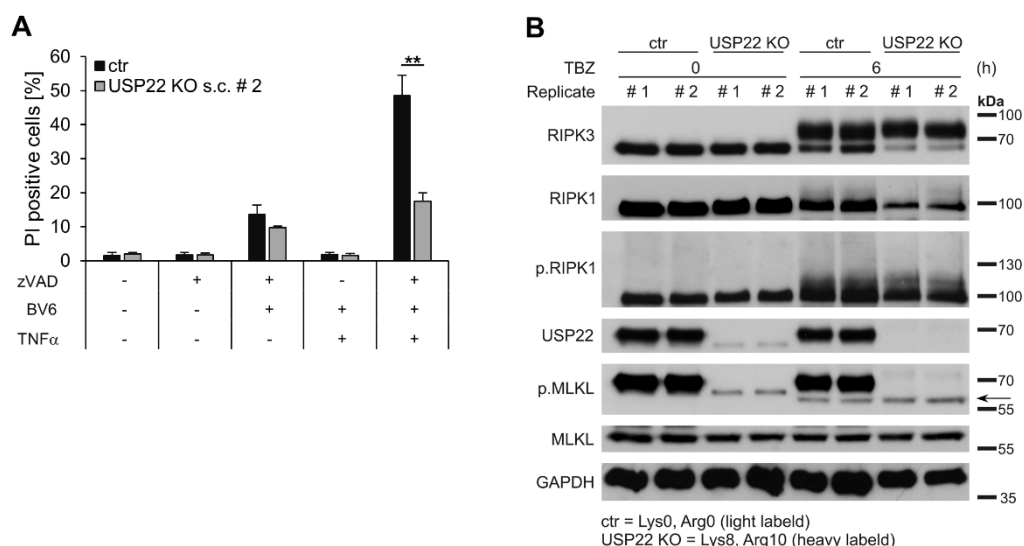 A
60
50
40
30
20
10
0
PI positive cells [%]
ctr
USP22 KO s.c. # 2
**
zVAD - + + - +
BV6 - - + + +
TNFα - - - + +
B
ctr USP22 KO ctr USP22 KO
TBZ 0 6 (h)
Replicate # 1 # 2 # 1 # 2 # 1 # 2 # 1 # 2
kDa
RIPK3
100
70
RIPK1
100
p.RIPK1
130
100
USP22
70
p.MLKL
70
55
MLKL
55
GAPDH
35
ctr = Lys0, Arg0 (light labeld)
USP22 KO = Lys8, Arg10 (heavy labeld)